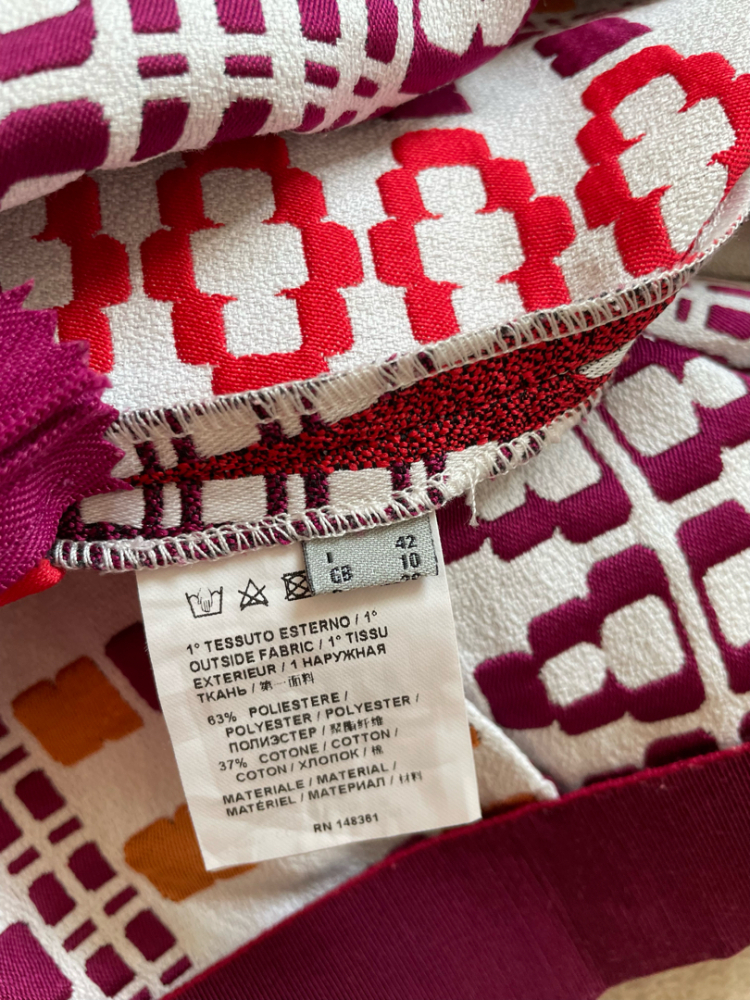 I 42
GB 10
1° TESSUTO ESTERNO / 1°
OUTSIDE FABRIC / 1° TISSU
EXTERIEUR / 1 НАРУЖНАЯ
ТКАНЬ / 第一面料
63% POLIESTERE /
POLYESTER / POLYESTER /
ПОЛИЭСТЕР / 聚酯纤维
37% COTONE / COTTON /
COTON / ХЛОПОК / 棉
MATERIALE / MATERIAL /
MATÉRIEL / МАТЕРИАЛ / 材料
RN 148361